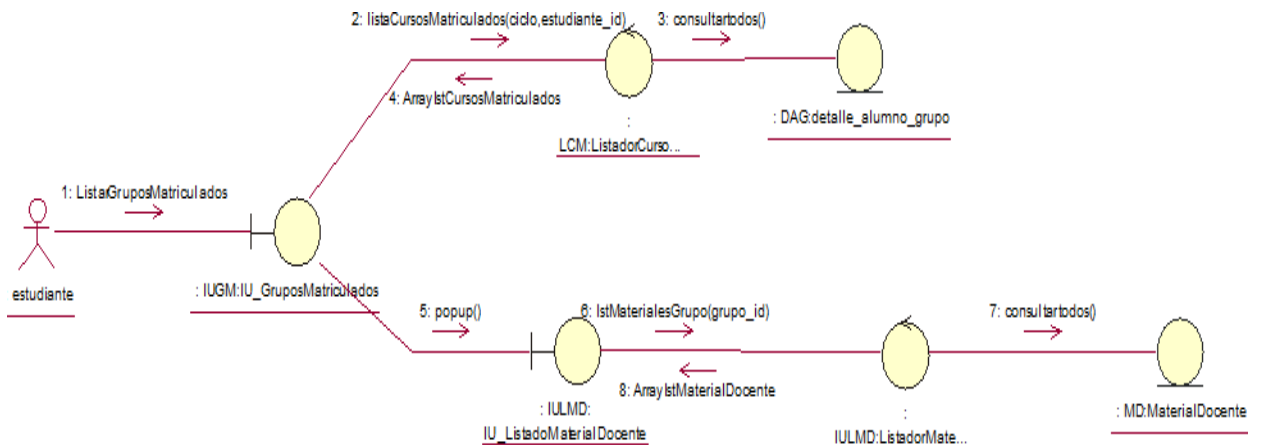 2: listaCursosMatriculados(ciclo,estudiante_id)
3: consultartodos()
4: ArraylstCursosMatriculados
: DAG:detalle_alumno_grupo
:
LCM:ListadorCurso...
1: ListarGruposMatriculados
estudiante
: IUGM:IU_GruposMatriculados
5: popup()
6: lstMaterialesGrupo(grupo_id)
7: consultartodos()
8: ArraylstMaterialDocente
: IULMD:
IU_ListadoMaterialDocente
:
IULMD:ListadorMate...
: MD:MaterialDocente